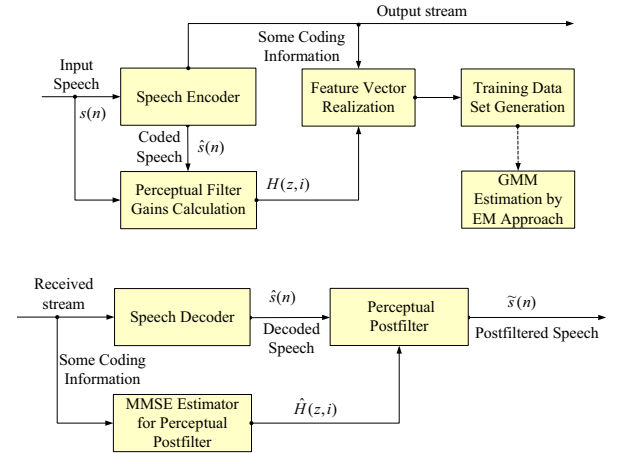 Output stream
Some Coding
Information
Input
Speech
s(n)
Speech Encoder
Feature Vector
Realization
Training Data
Set Generation
Coded
Speech
ŝ(n)
Perceptual Filter
Gains Calculation
H(z,i)
GMM
Estimation by
EM Approach
Received
stream
Speech Decoder
ŝ(n)
Decoded
Speech
Perceptual
Postfilter
s̃(n)
Postfiltered Speech
Some Coding
Information
MMSE Estimator
for Perceptual
Postfilter
Ĥ(z,i)